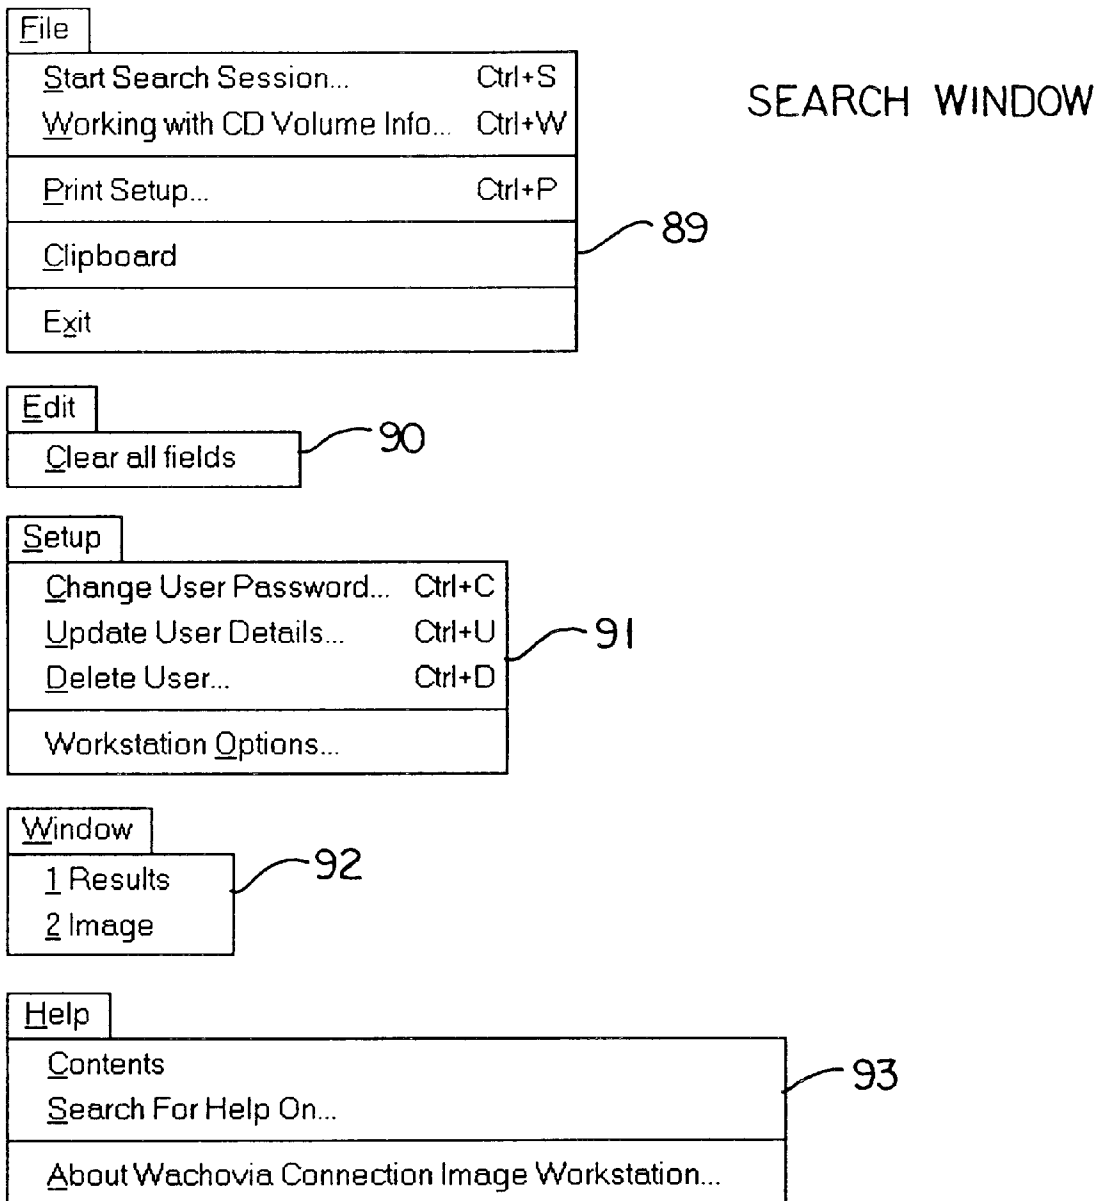 File
Start Search Session... Ctrl+S
SEARCH WINDOW
Working with CD Volume Info... Ctrl+W
Print Setup... Ctrl+P
89
Clipboard
Exit
Edit
90
Clear all fields
Setup
Change User Password... Ctrl+C
Update User Details... Ctrl+U
91
Delete User... Ctrl+D
Workstation Options...
Window
92
1 Results
2 Image
Help
Contents
93
Search For Help On...
About Wachovia Connection Image Workstation...